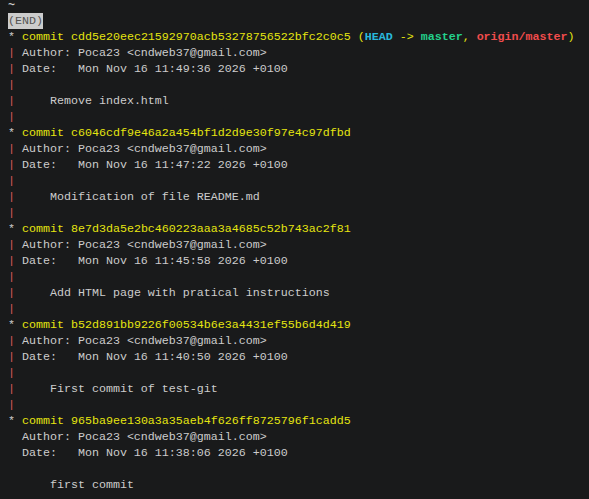 ~
(END)
* commit cdd5e20eec21592970acb53278756522bfc2c0c5 (HEAD -> master, origin/master)
| Author: Poca23 <cndweb37@gmail.com>
| Date:   Mon Nov 16 11:49:36 2026 +0100
|
|     Remove index.html
|
* commit c6046cdf9e46a2a454bf1d2d9e30f97e4c97dfbd
| Author: Poca23 <cndweb37@gmail.com>
| Date:   Mon Nov 16 11:47:22 2026 +0100
|
|     Modification of file README.md
|
* commit 8e7d3da5e2bc460223aaa3a4685c52b743ac2f81
| Author: Poca23 <cndweb37@gmail.com>
| Date:   Mon Nov 16 11:45:58 2026 +0100
|
|     Add HTML page with pratical instructions
|
* commit b52d891bb9226f00534b6e3a4431ef55b6d4d419
| Author: Poca23 <cndweb37@gmail.com>
| Date:   Mon Nov 16 11:40:50 2026 +0100
|
|     First commit of test-git
|
* commit 965ba9ee130a3a35aeb4f626ff8725796f1cadd5
  Author: Poca23 <cndweb37@gmail.com>
  Date:   Mon Nov 16 11:38:06 2026 +0100

      first commit